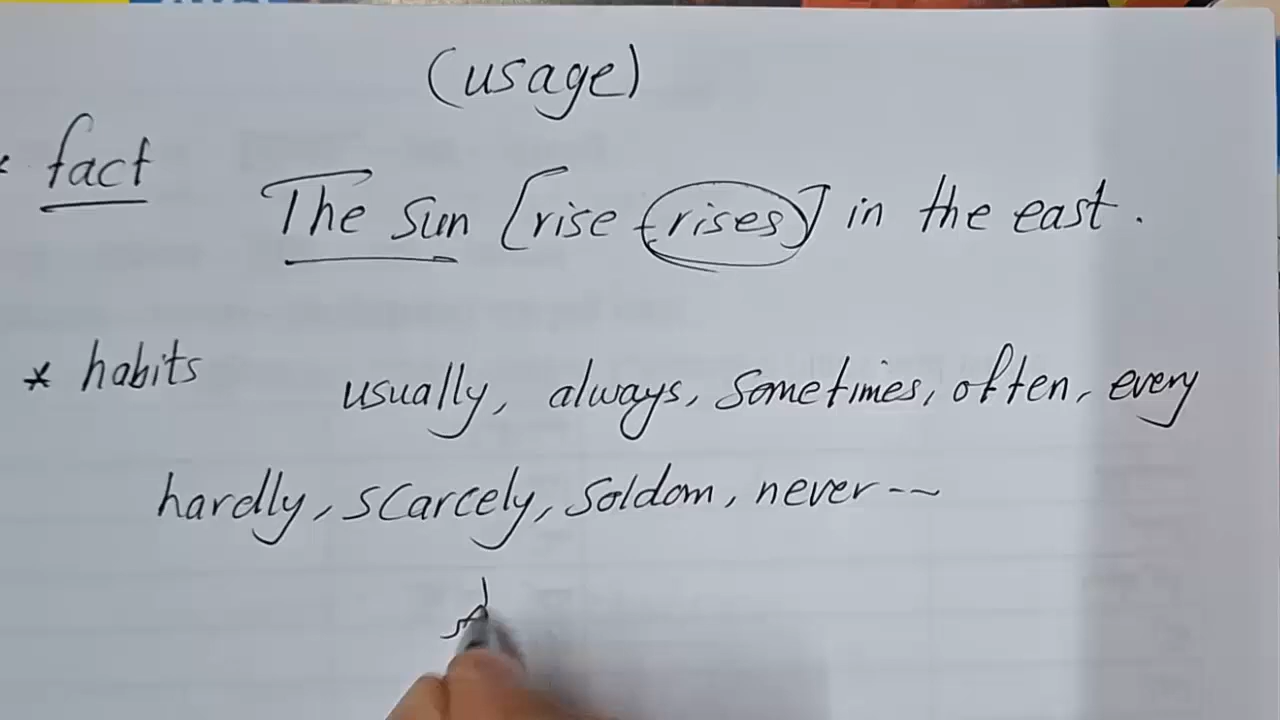 (usage)
* fact The Sun [rise - rises] in the east.
* habits usually, always, Sometimes, often, every
hardly, scarcely, Soldom, never --~
A